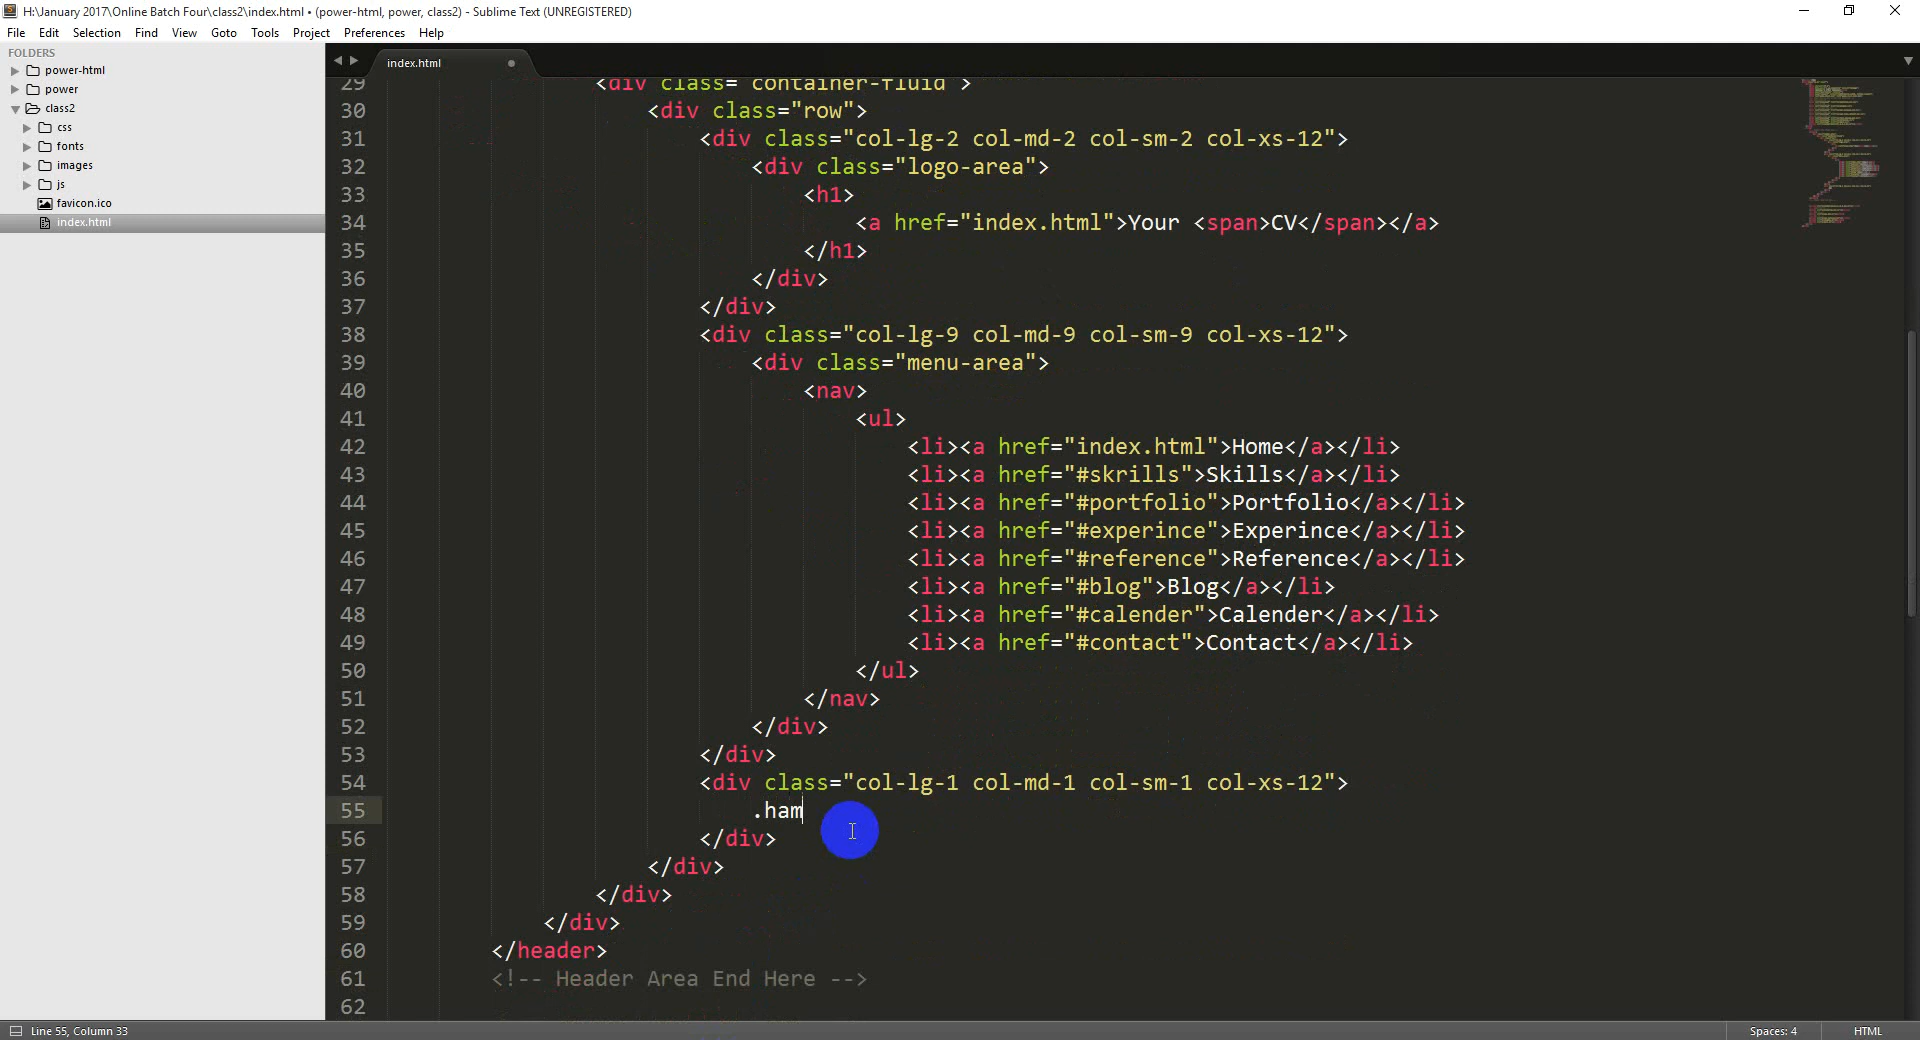 H:\January 2017\Online Batch Four\class2\index.html • (power-html, power, class2) - Sublime Text (UNREGISTERED)
File Edit Selection Find View Goto Tools Project Preferences Help
FOLDERS
power-html
power
class2
css
fonts
images
js
favicon.ico
index.html
index.html
29 <div class="container-fluid">
30 <div class="row">
31 <div class="col-lg-2 col-md-2 col-sm-2 col-xs-12">
32 <div class="logo-area">
33 <h1>
34 <a href="index.html">Your <span>CV</span></a>
35 </h1>
36 </div>
37 </div>
38 <div class="col-lg-9 col-md-9 col-sm-9 col-xs-12">
39 <div class="menu-area">
40 <nav>
41 <ul>
42 <li><a href="index.html">Home</a></li>
43 <li><a href="#skrills">Skills</a></li>
44 <li><a href="#portfolio">Portfolio</a></li>
45 <li><a href="#experince">Experince</a></li>
46 <li><a href="#reference">Reference</a></li>
47 <li><a href="#blog">Blog</a></li>
48 <li><a href="#calender">Calender</a></li>
49 <li><a href="#contact">Contact</a></li>
50 </ul>
51 </nav>
52 </div>
53 </div>
54 <div class="col-lg-1 col-md-1 col-sm-1 col-xs-12">
55 .ham
56 </div>
57 </div>
58 </div>
59 </div>
60 </header>
61 <!-- Header Area End Here -->
62
Line 55, Column 33
Spaces: 4
HTML